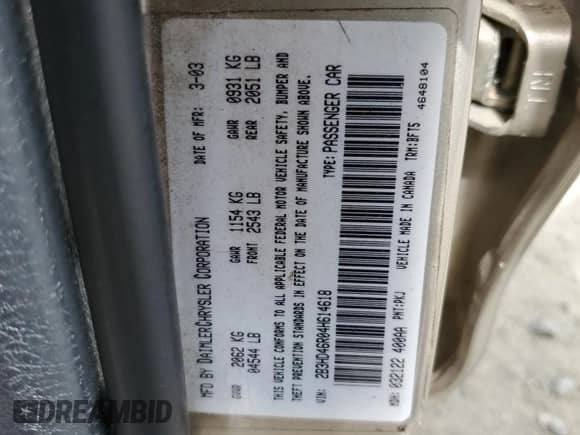 MFD BY DAIMLERCHRYSLER CORPORATION DATE OF MFR: 3-03
GVWR 2062 KG GAWR 1154 KG GAWR 0931 KG
04544 LB FRONT 2543 LB REAR 2051 LB
THIS VEHICLE CONFORMS TO ALL APPLICABLE FEDERAL MOTOR VEHICLE SAFETY, BUMPER AND
THEFT PREVENTION STANDARDS IN EFFECT ON THE DATE OF MANUFACTURE SHOWN ABOVE.
VIN: 2B3HD46R04H614618 TYPE: PASSENGER CAR
MDH: 032122 400AA PNT:PKJ VEHICLE MADE IN CANADA TRM:BFT5
4648104
NI
DREAMBID